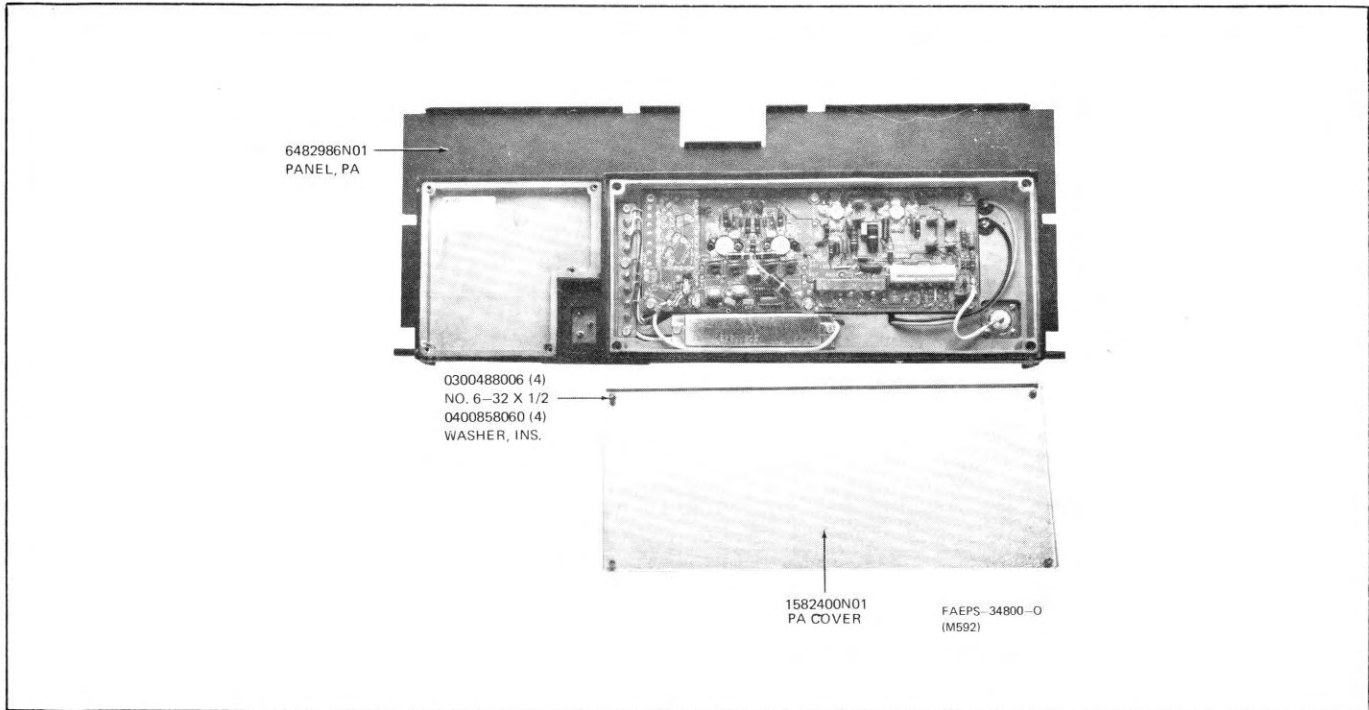 6482986N01
PANEL, PA
0300488006 (4)
NO. 6–32 X 1/2
0400858060 (4)
WASHER, INS.
1582400N01
PA COVER
FAEPS–34800–O
(M592)